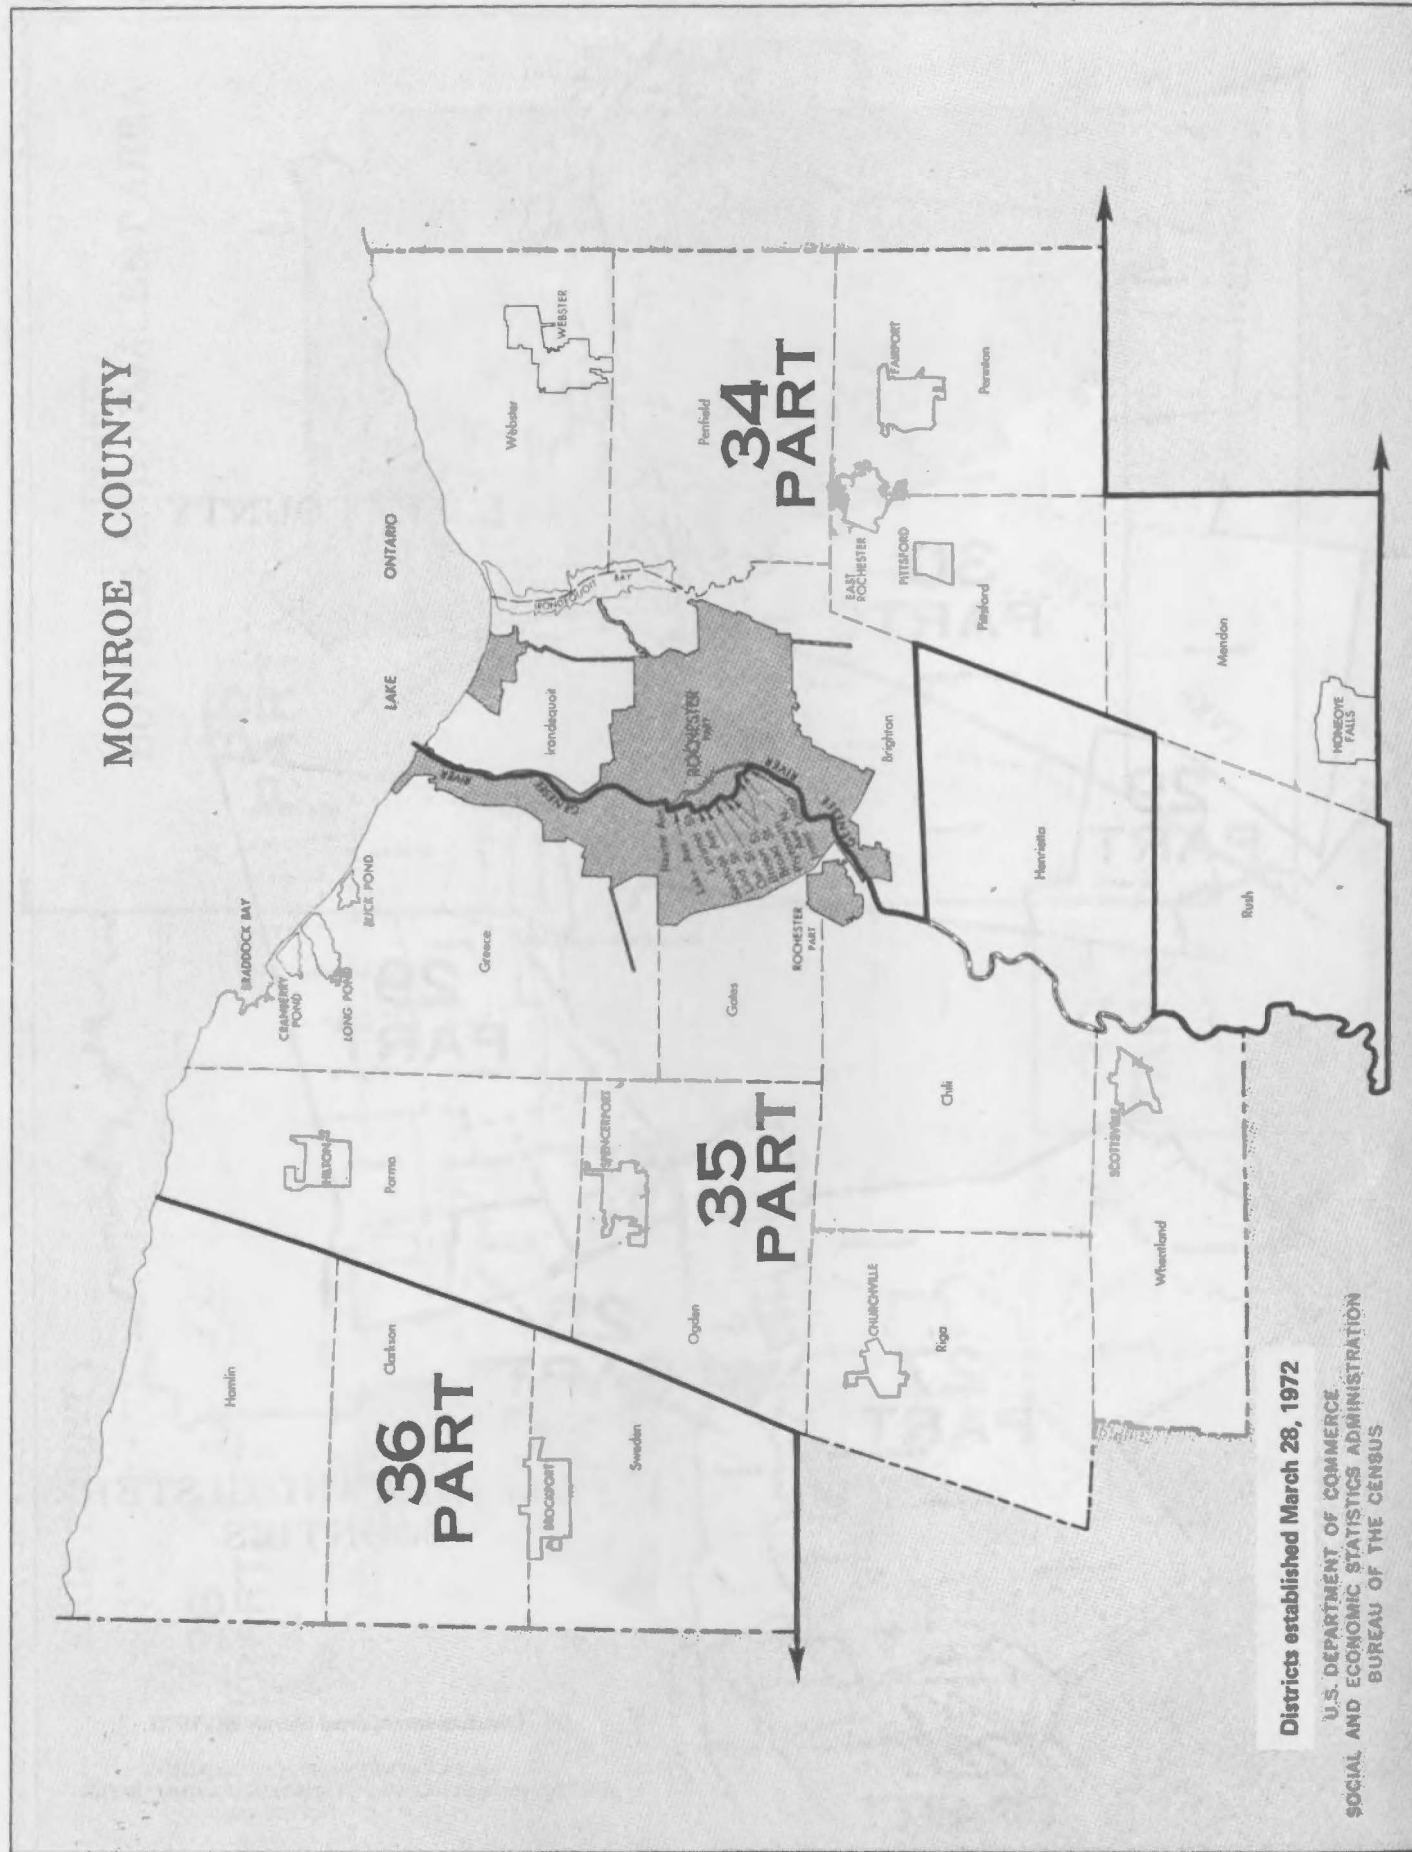 MONROE COUNTY
LAKE ONTARIO
BRADDOCK BAY
CRANBERRY
POND
LONG POND
BUCK POND
Hamlin
HILTON
Parma
Clarkson
36
PART
BROCKPORT
Sweden
Greece
SPENCERPORT
Ogden
35
PART
Gates
ROCHESTER
PART
Irondequoit
GENESEE
RIVER
BAY
ROCHESTER
PART
GENESEE
RIVER
Webster
WEBSTER
Penfield
34
PART
EAST
ROCHESTER
FAIRPORT
Perinton
PITTSFORD
Pittsford
Brighton
Henrietta
CHURCHVILLE
Riga
Chili
SCOTTSVILLE
Wheatland
Rush
Mendon
HONEOYE
FALLS
Districts established March 28, 1972
U.S. DEPARTMENT OF COMMERCE
SOCIAL AND ECONOMIC STATISTICS ADMINISTRATION
BUREAU OF THE CENSUS